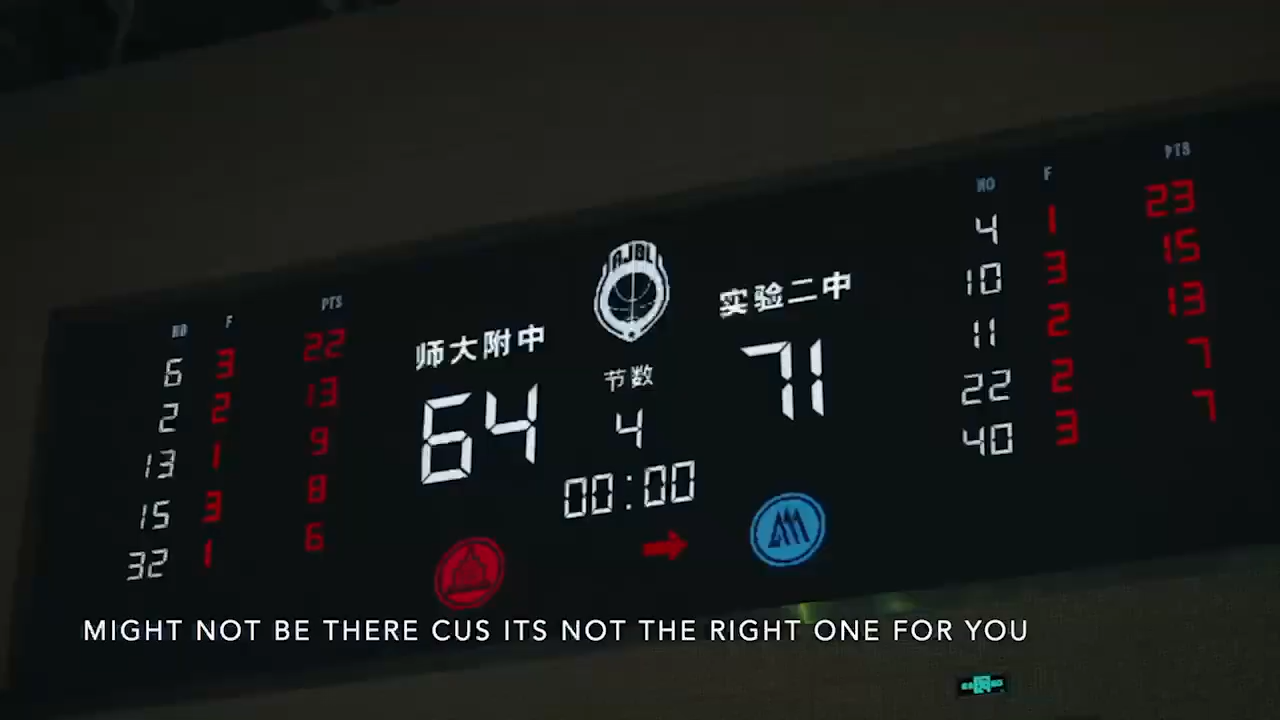 AJBL
师大附中
64
节数
4
00:00
实验二中
71
NO F PTS
6 3 22
2 2 13
13 1 9
15 3 8
32 1 6
NO F PTS
4 1 23
10 3 15
11 2 13
22 2 7
40 3 7
MIGHT NOT BE THERE CUS ITS NOT THE RIGHT ONE FOR YOU